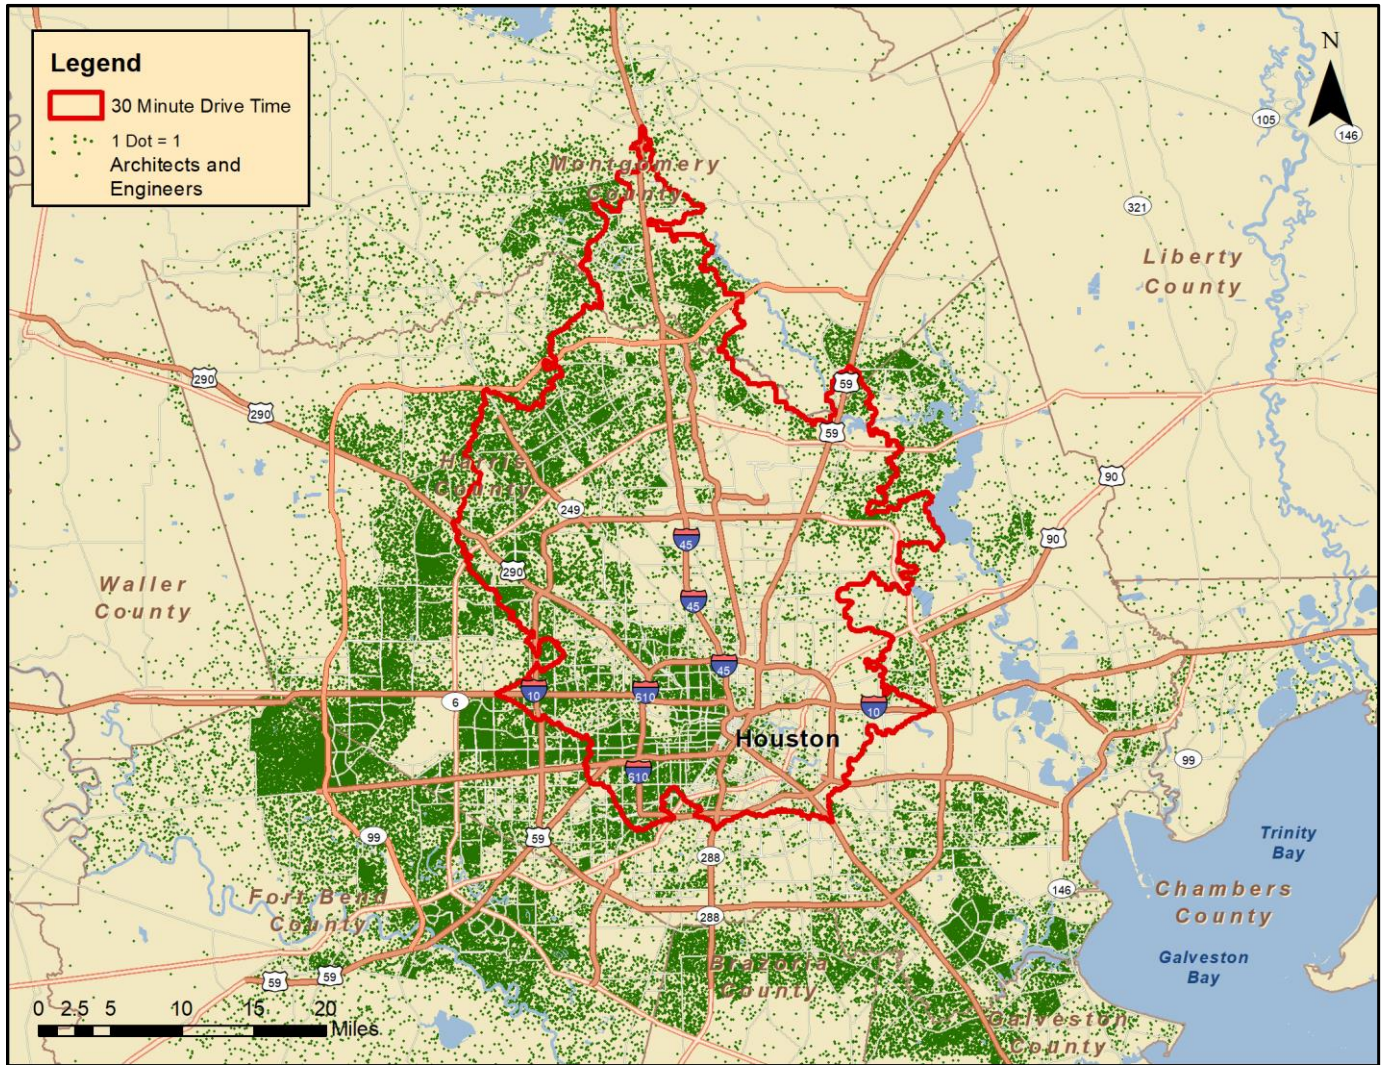 Legend
30 Minute Drive Time
1 Dot = 1
Architects and
Engineers
N
105
146
Montgomery
County
321
Liberty
County
290
59
290
59
Harris
County
90
249
90
45
290
Waller
County
45
45
6
10
610
10
Houston
99
610
Trinity
Bay
99
59
288
146
Chambers
County
Fort Bend
County
288
Brazoria
County
Galveston
Bay
59
59
Galveston
County
0 2.5 5 10 15 20
Miles